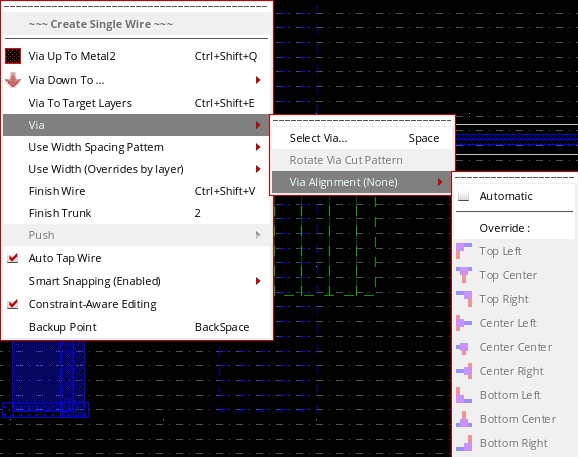 ~~~ Create Single Wire ~~~
Via Up To Metal2 Ctrl+Shift+Q
Via Down To ...
Via To Target Layers Ctrl+Shift+E
Via
Use Width Spacing Pattern
Use Width (Overrides by layer)
Finish Wire Ctrl+Shift+V
Finish Trunk 2
Push
Auto Tap Wire
Smart Snapping (Enabled)
Constraint-Aware Editing
Backup Point BackSpace
Select Via... Space
Rotate Via Cut Pattern
Via Alignment (None)
Automatic
Override :
Top Left
Top Center
Top Right
Center Left
Center Center
Center Right
Bottom Left
Bottom Center
Bottom Right